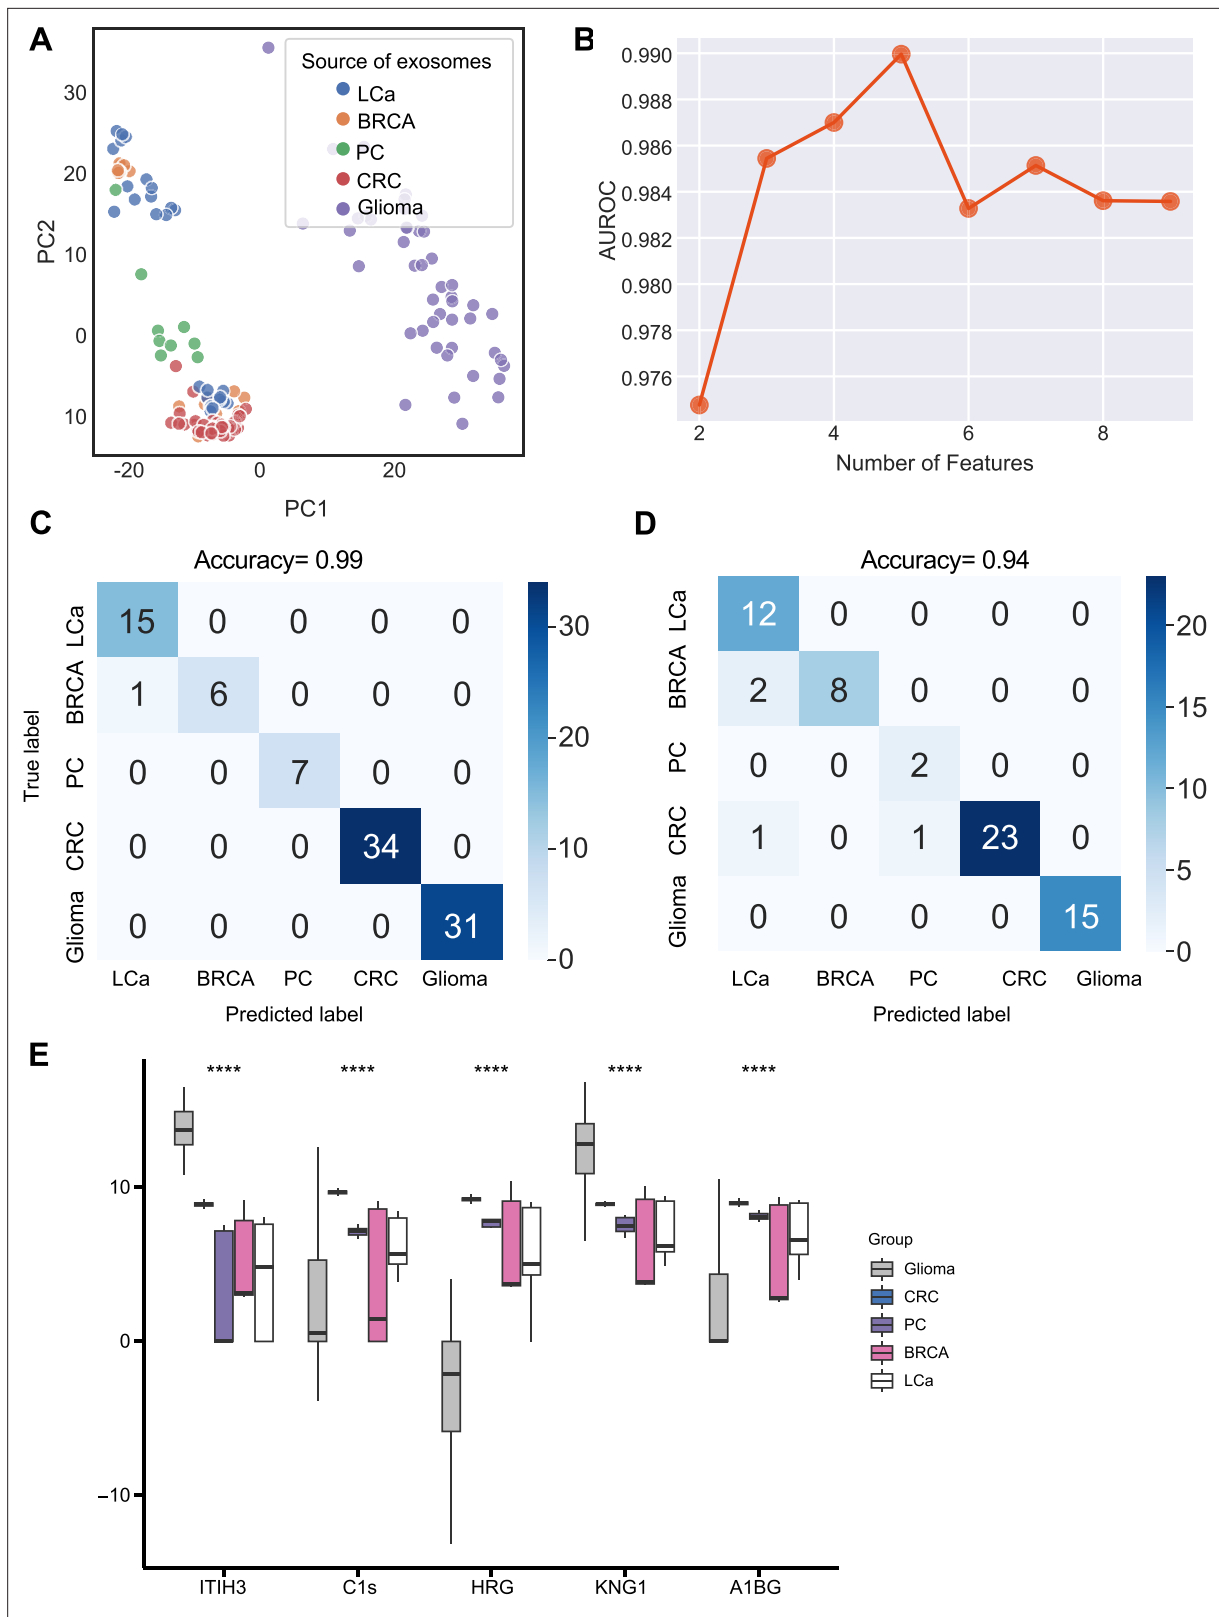 A
Source of exosomes
LCa
BRCA
PC
CRC
Glioma
30
20
10
0
10
PC2
-20
0
20
PC1
B
0.990
0.988
0.986
0.984
0.982
0.980
0.978
0.976
AUROC
2
4
6
8
Number of Features
C
Accuracy= 0.99
True label
LCa
BRCA
PC
CRC
Glioma
15 0 0 0 0
1 6 0 0 0
0 0 7 0 0
0 0 0 34 0
0 0 0 0 31
30
20
10
0
LCa BRCA PC CRC Glioma
Predicted label
D
Accuracy= 0.94
LCa
BRCA
PC
CRC
Glioma
12 0 0 0 0
2 8 0 0 0
0 0 2 0 0
1 0 1 23 0
0 0 0 0 15
20
15
10
5
0
LCa BRCA PC CRC Glioma
Predicted label
E
**** **** **** **** ****
10
0
−10
ITIH3 C1s HRG KNG1 A1BG
Group
Glioma
CRC
PC
BRCA
LCa